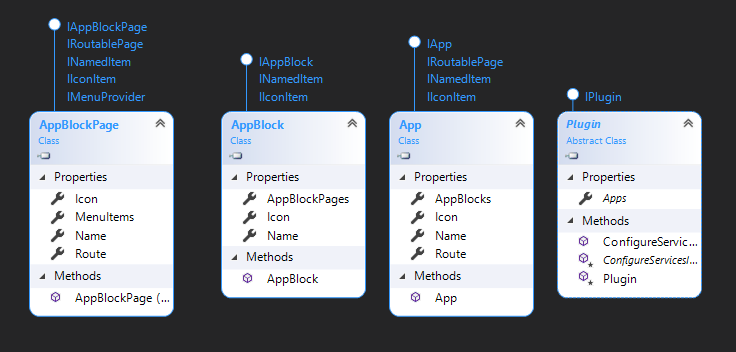 IAppBlockPage
IRoutablePage
INamedItem
IIconItem
IMenuProvider
AppBlockPage
Class
Properties
Icon
MenuItems
Name
Route
Methods
AppBlockPage (...
IAppBlock
INamedItem
IIconItem
AppBlock
Class
Properties
AppBlockPages
Icon
Name
Methods
AppBlock
IApp
IRoutablePage
INamedItem
IIconItem
App
Class
Properties
AppBlocks
Icon
Name
Route
Methods
App
IPlugin
Plugin
Abstract Class
Properties
Apps
Methods
ConfigureServic...
ConfigureServicesI...
Plugin